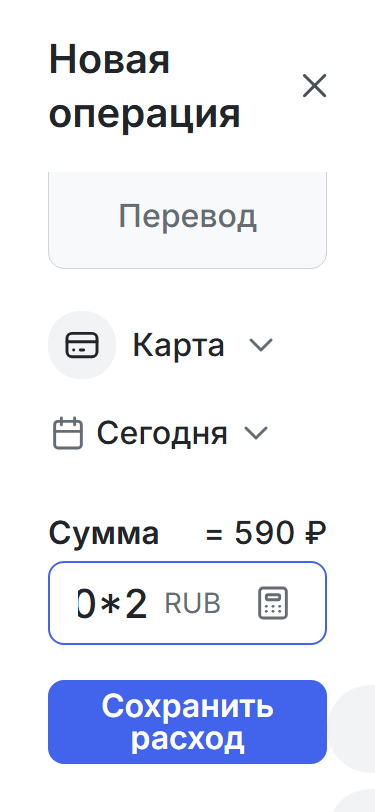 Новая
операция
Перевод
Карта
Сегодня
Сумма = 590 ₽
0*2 RUB
Сохранить
расход